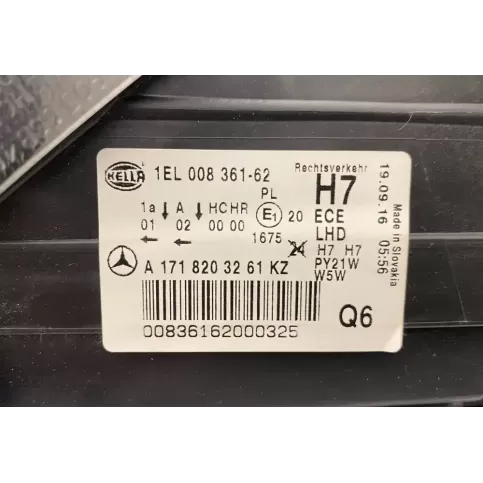 HELLA
1EL 008 361-62
Rechtsverkehr
H7
1a A HCHR
PL
E1 20
ECE
01 02 00 00
1675 24
LHD
H7 H7
PY21W
W5W
A 171 820 32 61 KZ
00836162000325
Q6
19.09.16 05:56
Made in Slovakia